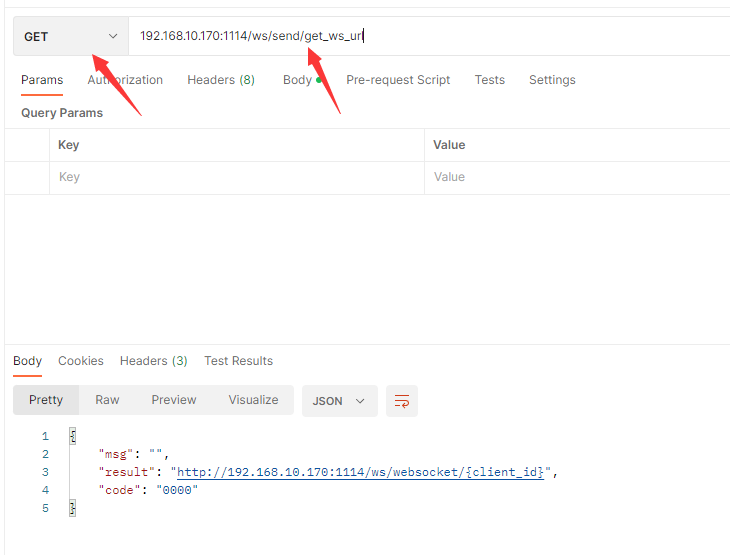 GET 192.168.10.170:1114/ws/send/get_ws_url
Params Authorization Headers (8) Body Pre-request Script Tests Settings
Query Params
Key Value
Key Value
Body Cookies Headers (3) Test Results
Pretty Raw Preview Visualize JSON
1 {
2 "msg": "",
3 "result": "http://192.168.10.170:1114/ws/websocket/{client_id}",
4 "code": "0000"
5 }